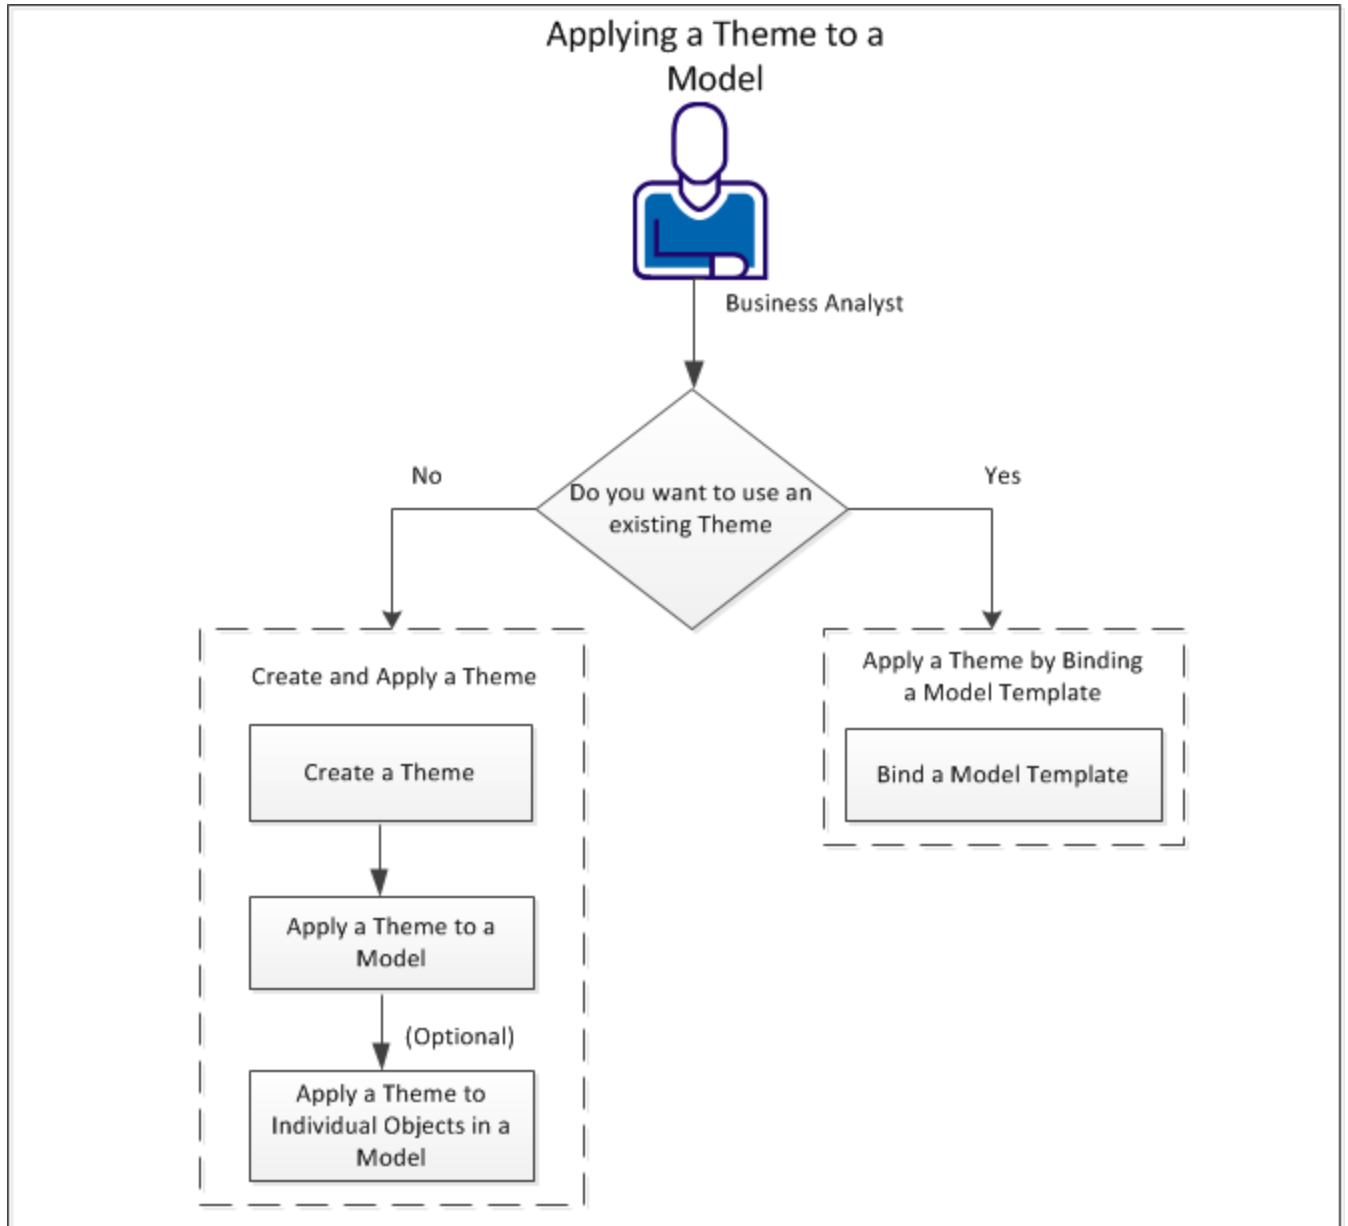 Applying a Theme to a
Model
Business Analyst
No
Yes
Do you want to use an
existing Theme
Create and Apply a Theme
Create a Theme
Apply a Theme to a
Model
(Optional)
Apply a Theme to
Individual Objects in a
Model
Apply a Theme by Binding
a Model Template
Bind a Model Template